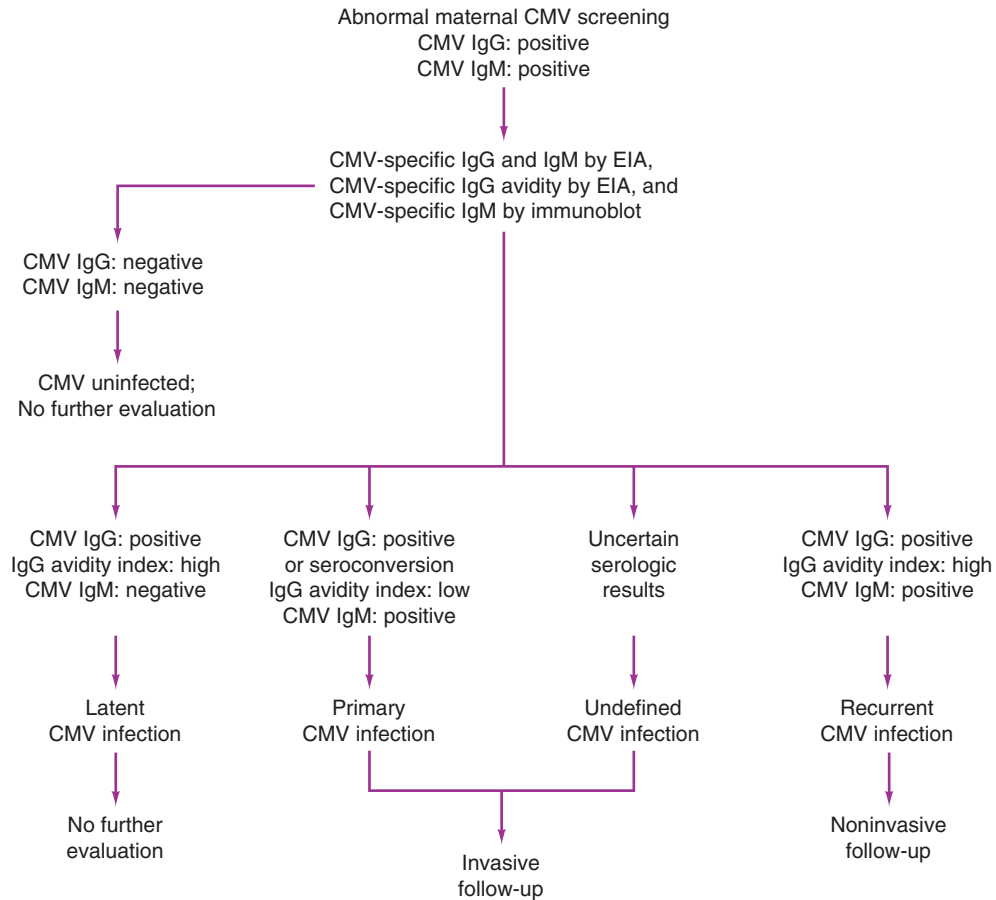 Abnormal maternal CMV screening
CMV IgG: positive
CMV IgM: positive
CMV-specific IgG and IgM by EIA,
CMV-specific IgG avidity by EIA, and
CMV-specific IgM by immunoblot
CMV IgG: negative
CMV IgM: negative
CMV uninfected;
No further evaluation
CMV IgG: positive
IgG avidity index: high
CMV IgM: negative
CMV IgG: positive
or seroconversion
IgG avidity index: low
CMV IgM: positive
Uncertain
serologic
results
CMV IgG: positive
IgG avidity index: high
CMV IgM: positive
Latent
CMV infection
Primary
CMV infection
Undefined
CMV infection
Recurrent
CMV infection
No further
evaluation
Invasive
follow-up
Noninvasive
follow-up